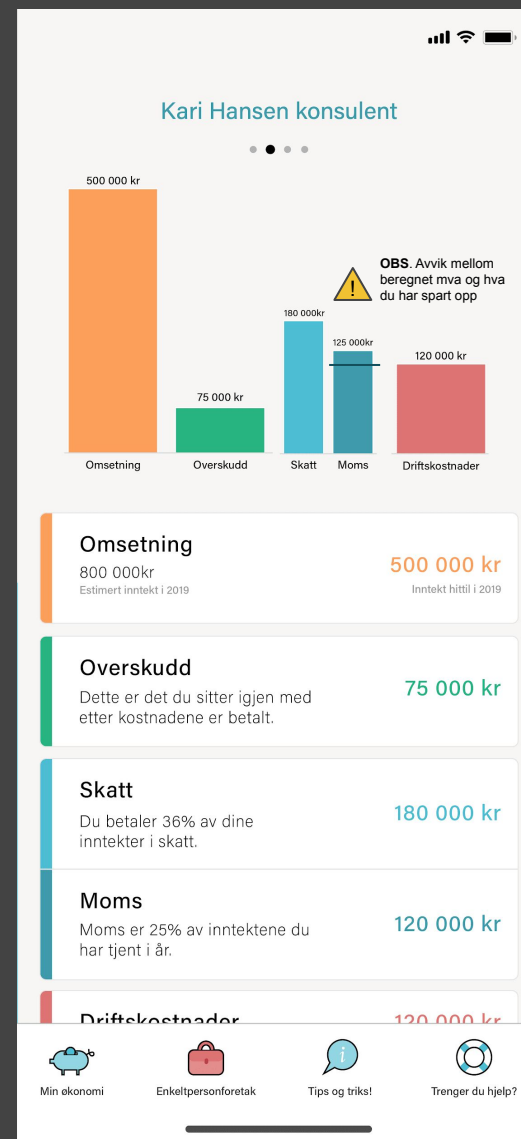 Kari Hansen konsulent
500 000 kr
OBS. Avvik mellom
beregnet mva og hva
du har spart opp
!
180 000kr
125 000kr
120 000 kr
75 000 kr
Omsetning
Overskudd
Skatt
Moms
Driftskostnader
Omsetning
800 000kr
Estimert inntekt i 2019
500 000 kr
Inntekt hittil i 2019
Overskudd
Dette er det du sitter igjen med
etter kostnadene er betalt.
75 000 kr
Skatt
Du betaler 36% av dine
inntekter i skatt.
180 000 kr
Moms
Moms er 25% av inntektene du
har tjent i år.
120 000 kr
Driftskostnader
120 000 kr
i
Min økonomi
Enkeltpersonforetak
Tips og triks!
Trenger du hjelp?